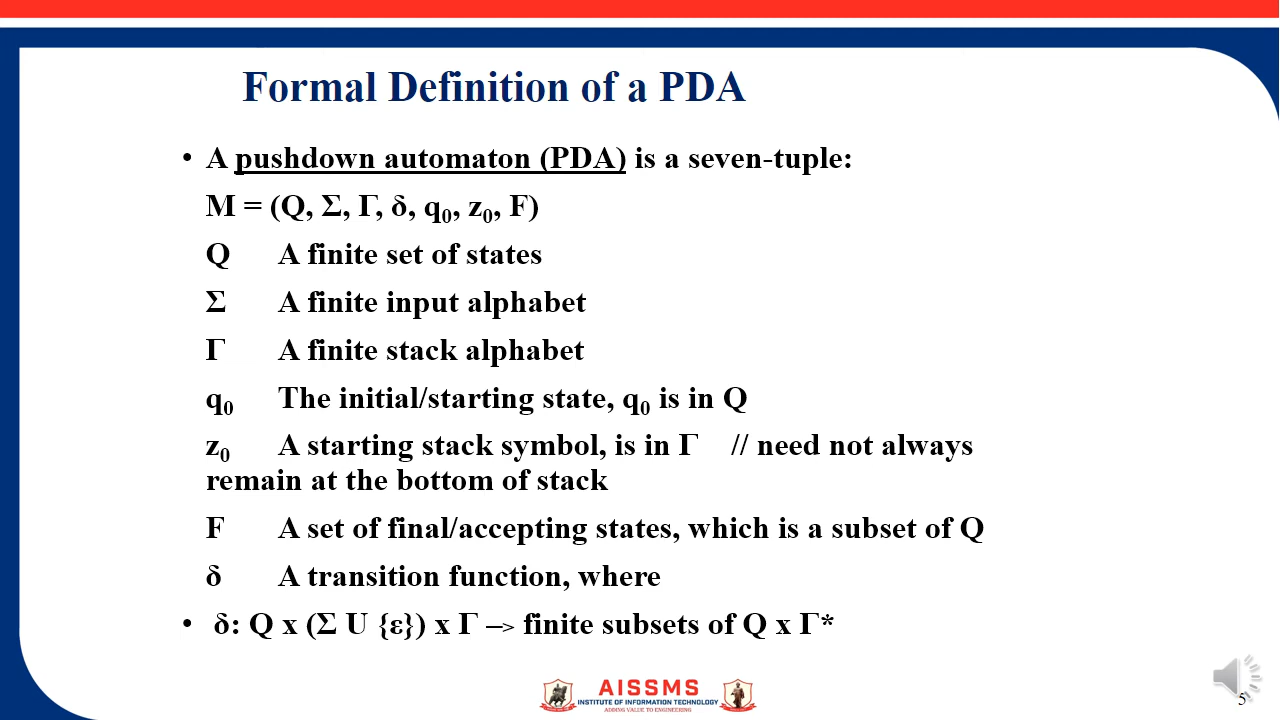 Formal Definition of a PDA
• A pushdown automaton (PDA) is a seven-tuple:
M = (Q, Σ, Γ, δ, q₀, z₀, F)
Q A finite set of states
Σ A finite input alphabet
Γ A finite stack alphabet
q₀ The initial/starting state, q₀ is in Q
z₀ A starting stack symbol, is in Γ // need not always
remain at the bottom of stack
F A set of final/accepting states, which is a subset of Q
δ A transition function, where
• δ: Q x (Σ U {ε}) x Γ –> finite subsets of Q x Γ*
AISSMS
INSTITUTE OF INFORMATION TECHNOLOGY
ADDING VALUE TO ENGINEERING
5